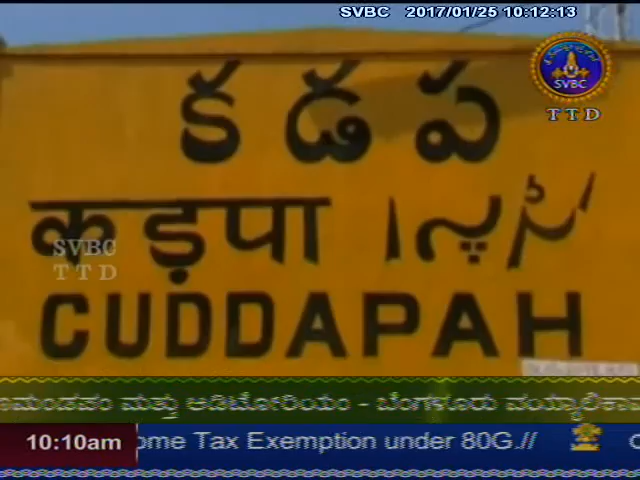 SVBC 2017/01/25 10:12:13
SVBC
TTD
కడప
कड़पा
SVBC
TTD
CUDDAPAH
ಮತ್ತು ಆಡಿಟೋರಿಯಂ - ಬೆಂಗಳೂರು
10:10am ome Tax Exemption under 80G.//